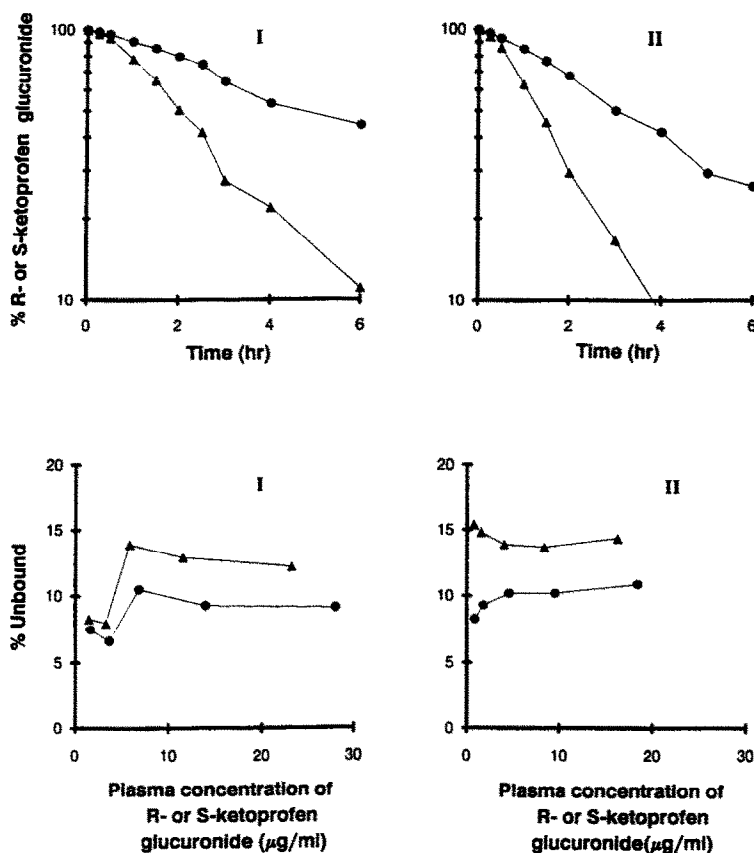 % R- or S-ketoprofen glucuronide
100
10
I
0 2 4 6
Time (hr)
100
10
II
0 2 4 6
Time (hr)
% Unbound
20
15
10
5
0
I
0 10 20 30
Plasma concentration of
R- or S-ketoprofen
glucuronide (μg/ml)
20
15
10
5
0
II
0 10 20 30
Plasma concentration of
R- or S-ketoprofen
glucuronide(μg/ml)